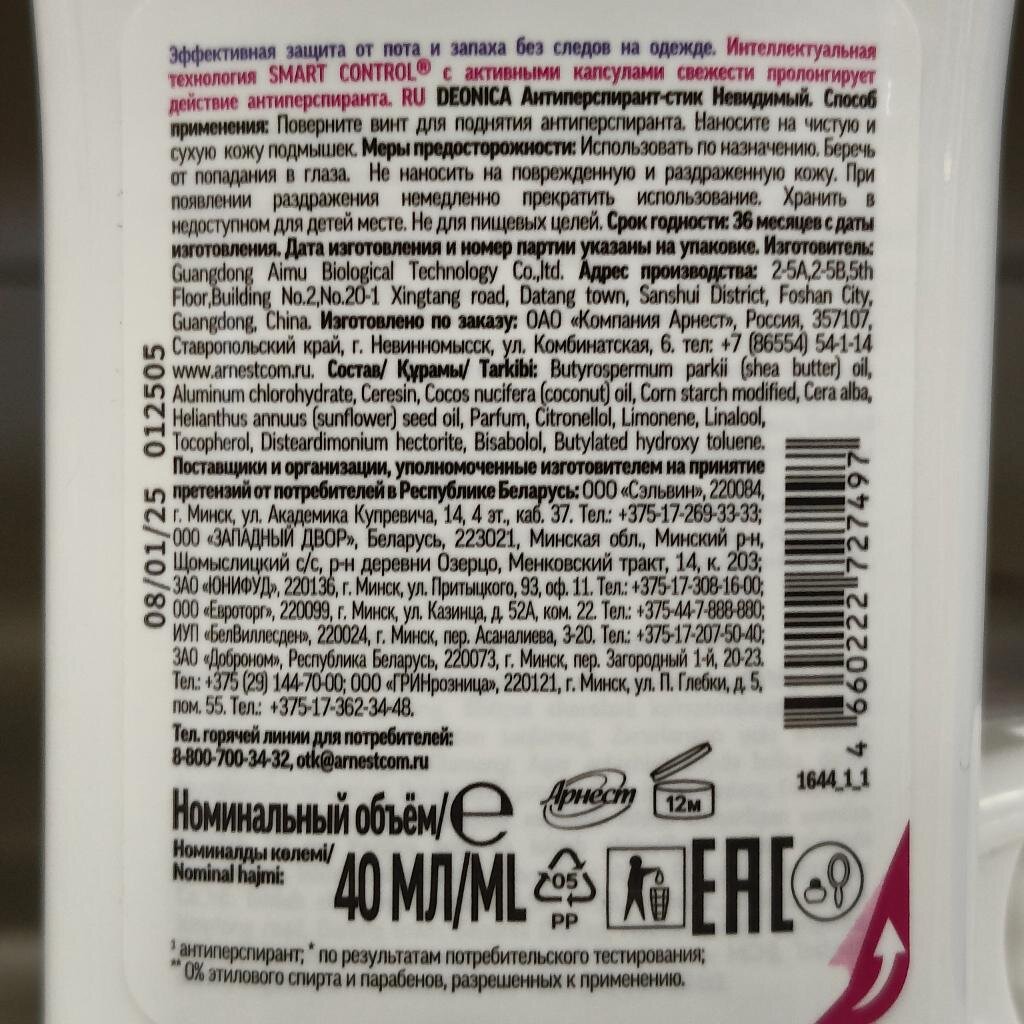 Эффективная защита от пота и запаха без следов на одежде. Интеллектуальная
технология SMART CONTROL® с активными капсулами свежести пролонгирует
действие антиперспиранта. RU DEONICA Антиперспирант-стик Невидимый. Способ
применения: Поверните винт для поднятия антиперспиранта. Наносите на чистую и
сухую кожу подмышек. Меры предосторожности: Использовать по назначению. Беречь
от попадания в глаза. Не наносить на поврежденную и раздраженную кожу. При
появлении раздражения немедленно прекратить использование. Хранить в
недоступном для детей месте. Не для пищевых целей. Срок годности: 36 месяцев с даты
изготовления. Дата изготовления и номер партии указаны на упаковке. Изготовитель:
Guangdong Aimu Biological Technology Co.,ltd. Адрес производства: 2-5A,2-5B,5th
Floor,Building No.2,No.20-1 Xingtang road, Datang town, Sanshui District, Foshan City,
Guangdong, China. Изготовлено по заказу: ОАО «Компания Арнест», Россия, 357107,
Ставропольский край, г. Невинномысск, ул. Комбинатская, 6. тел: +7 (86554) 54-1-14
www.arnestcom.ru. Состав/ Құрамы/ Tarkibi: Butyrospermum parkii (shea butter) oil,
Aluminum chlorohydrate, Ceresin, Cocos nucifera (coconut) oil, Corn starch modified, Cera alba,
Helianthus annuus (sunflower) seed oil, Parfum, Citronellol, Limonene, Linalool,
Tocopherol, Disteardimonium hectorite, Bisabolol, Butylated hydroxy toluene.
Поставщики и организации, уполномоченные изготовителем на принятие
претензий от потребителей в Республике Беларусь: ООО «Сэльвин», 220084,
г. Минск, ул. Академика Купревича, 14, 4 эт., каб. 37. Тел.: +375-17-269-33-33;
ООО «ЗАПАДНЫЙ ДВОР», Беларусь, 223021, Минская обл., Минский р-н,
Щомыслицкий с/с, р-н деревни Озерцо, Менковский тракт, 14, к. 203;
ЗАО «ЮНИФУД», 220136, г. Минск, ул. Притыцкого, 93, оф. 11. Тел.: +375-17-308-16-00;
ООО «Евроторг», 220099, г. Минск, ул. Казинца, д. 52А, ком. 22. Тел.: +375-44-7-888-880;
ИУП «БелВиллесден», 220024, г. Минск, пер. Асаналиева, 3-20. Тел.: +375-17-207-50-40;
ЗАО «Доброном», Республика Беларусь, 220073, г. Минск, пер. Загородный 1-й, 20-23.
Тел.: +375 (29) 144-70-00; ООО «ГРИНрозница», 220121, г. Минск, ул. П. Глебки, д. 5,
пом. 55. Тел.: +375-17-362-34-48.
Тел. горячей линии для потребителей:
8-800-700-34-32, otk@arnestcom.ru
08/01/25 012505
4 660222 727497
1644_1_1
Арнест
12м
Номинальный объём/ e
Номиналды көлемі/
Nominal hajmi:
40 МЛ/ML
05
PP
EAC
¹ антиперспирант; * по результатам потребительского тестирования;
** 0% этилового спирта и парабенов, разрешенных к применению.